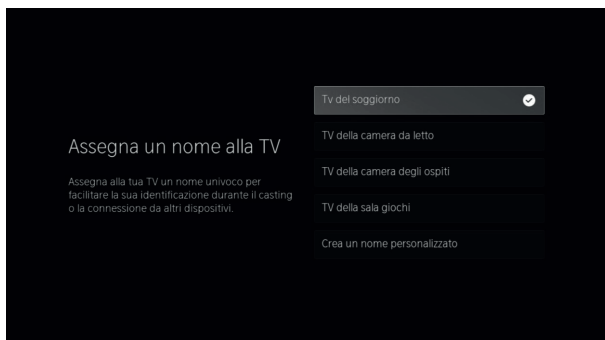 Assegna un nome alla TV
Assegna alla tua TV un nome univoco per
facilitare la sua identificazione durante il casting
o la connessione da altri dispositivi.
Tv del soggiorno
TV della camera da letto
TV della camera degli ospiti
TV della sala giochi
Crea un nome personalizzato